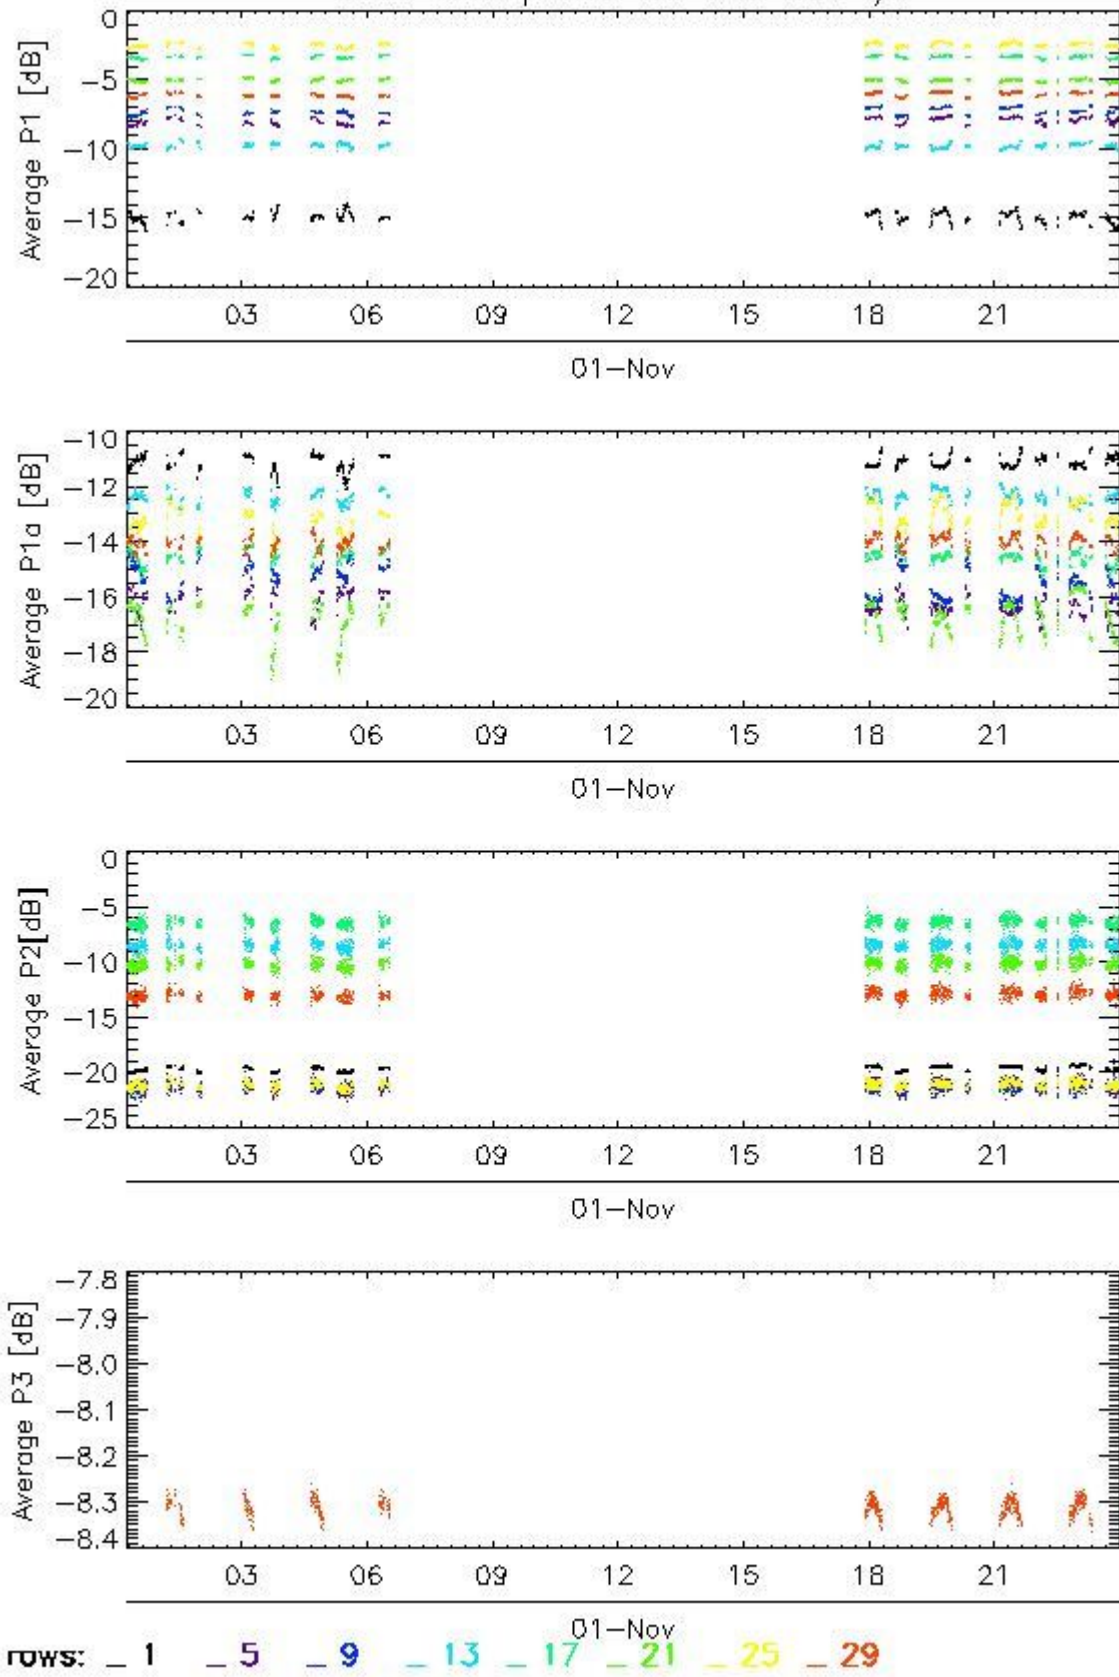 0
−5
−10
−15
−20
Average P1 [dB]
03 06 09 12 15 18 21
01−Nov
−10
−12
−14
−16
−18
−20
Average P1a [dB]
03 06 09 12 15 18 21
01−Nov
0
−5
−10
−15
−20
−25
Average P2[dB]
03 06 09 12 15 18 21
01−Nov
−7.8
−7.9
−8.0
−8.1
−8.2
−8.3
−8.4
Average P3 [dB]
03 06 09 12 15 18 21
01−Nov
rows: _ 1 _ 5 _ 9 _ 13 _ 17 _ 21 _ 25 _ 29